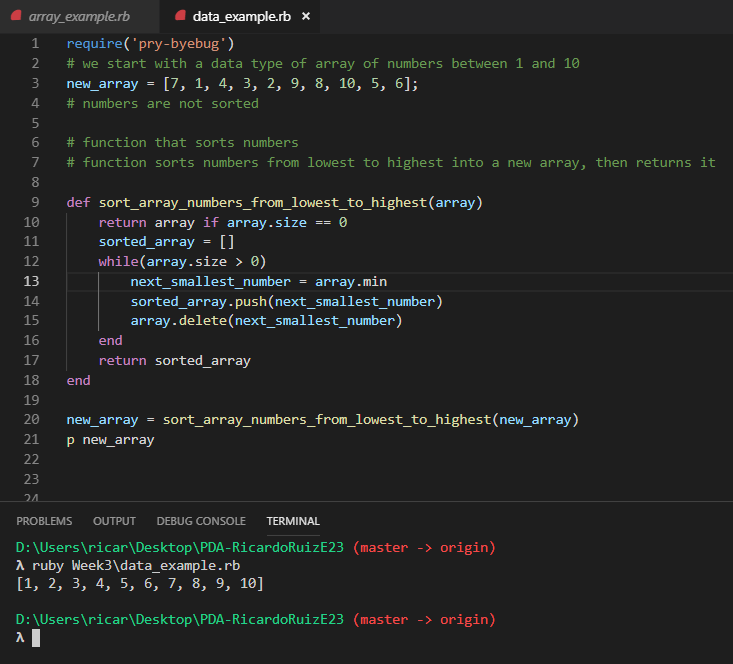 array_example.rb data_example.rb ×
1 require('pry-byebug')
2 # we start with a data type of array of numbers between 1 and 10
3 new_array = [7, 1, 4, 3, 2, 9, 8, 10, 5, 6];
4 # numbers are not sorted
5
6 # function that sorts numbers
7 # function sorts numbers from lowest to highest into a new array, then returns it
8
9 def sort_array_numbers_from_lowest_to_highest(array)
10 return array if array.size == 0
11 sorted_array = []
12 while(array.size > 0)
13 next_smallest_number = array.min
14 sorted_array.push(next_smallest_number)
15 array.delete(next_smallest_number)
16 end
17 return sorted_array
18 end
19
20 new_array = sort_array_numbers_from_lowest_to_highest(new_array)
21 p new_array
22
23
24
PROBLEMS OUTPUT DEBUG CONSOLE TERMINAL
D:\Users\ricar\Desktop\PDA-RicardoRuizE23 (master -> origin)
λ ruby Week3\data_example.rb
[1, 2, 3, 4, 5, 6, 7, 8, 9, 10]
D:\Users\ricar\Desktop\PDA-RicardoRuizE23 (master -> origin)
λ